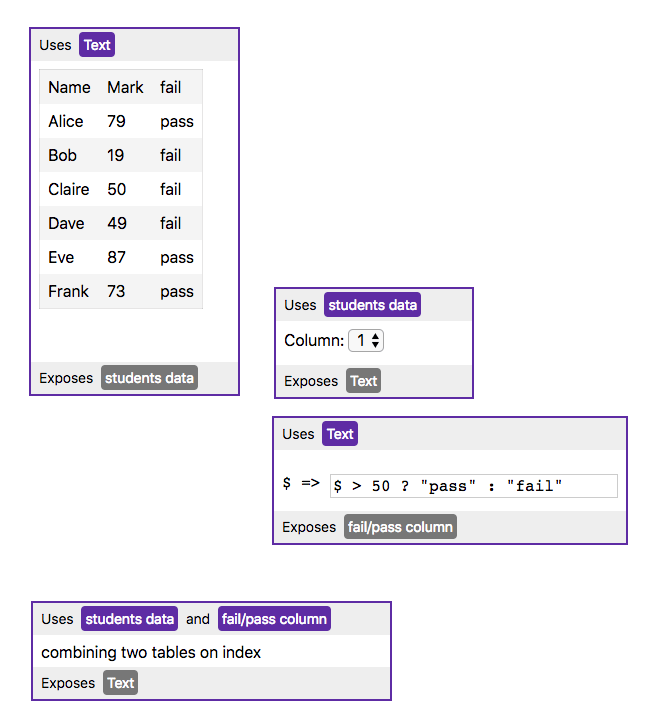 Uses Text
Name Mark fail
Alice 79 pass
Bob 19 fail
Claire 50 fail
Dave 49 fail
Eve 87 pass
Frank 73 pass
Exposes students data
Uses students data
Column: 1
Exposes Text
Uses Text
$ => $ > 50 ? "pass" : "fail"
Exposes fail/pass column
Uses students data and fail/pass column
combining two tables on index
Exposes Text